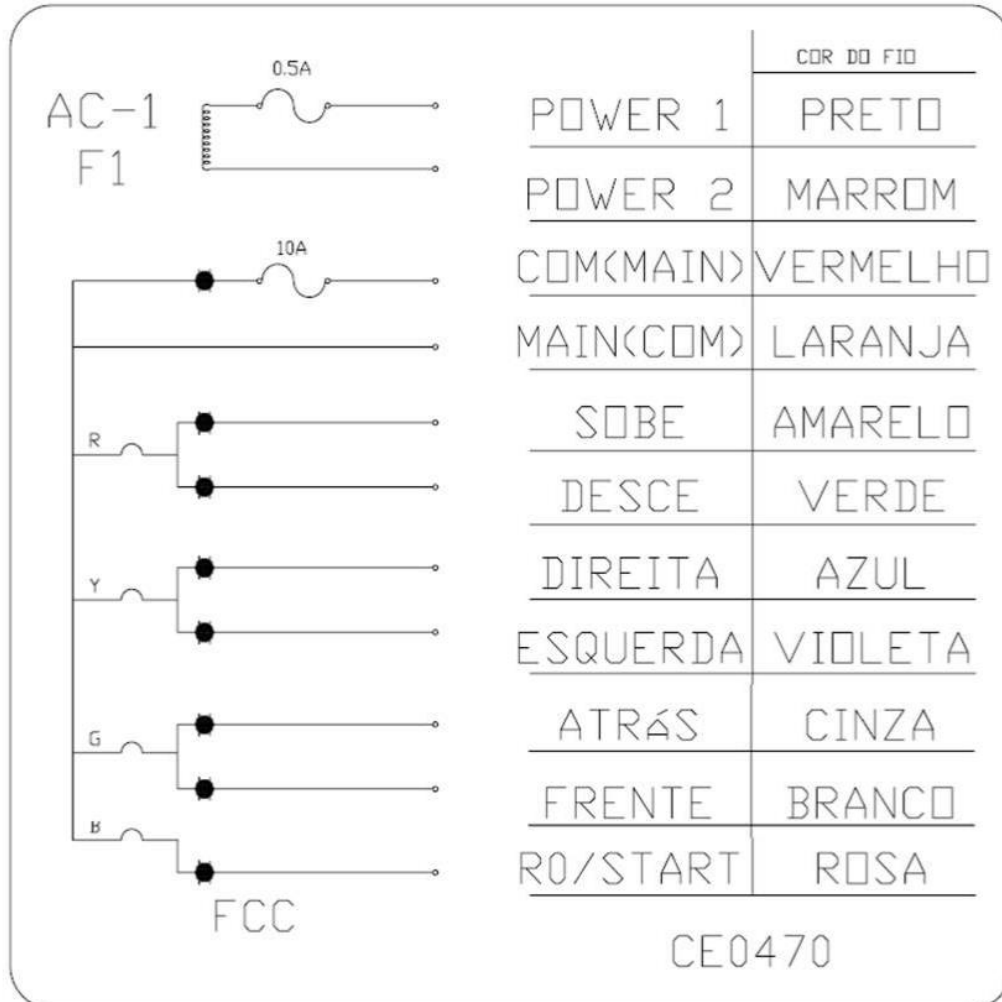 COR DO FIO
0.5A
AC-1
F1
POWER 1 PRETO
POWER 2 MARROM
10A
COM(MAIN) VERMELHO
MAIN(COM) LARANJA
SOBE AMARELO
R
DESCE VERDE
DIREITA AZUL
Y
ESQUERDA VIOLETA
ATRáS CINZA
G
FRENTE BRANCO
R0/START ROSA
FCC
CE0470